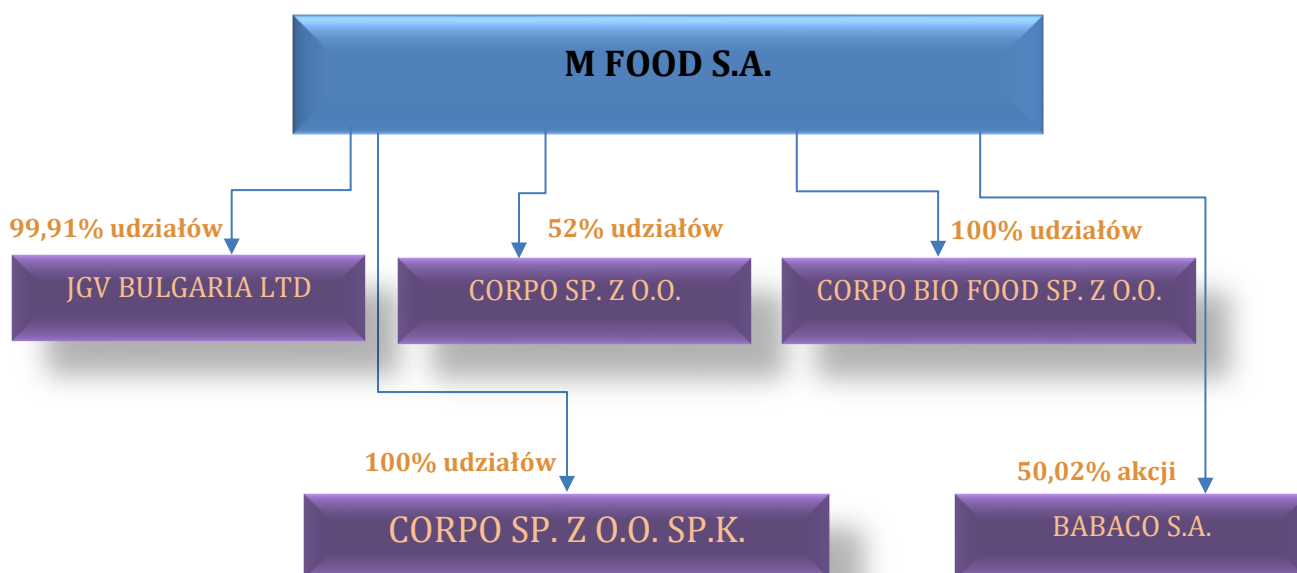 M FOOD S.A.
99,91% udziałów
52% udziałów
100% udziałów
JGV BULGARIA LTD
CORPO SP. Z O.O.
CORPO BIO FOOD SP. Z O.O.
100% udziałów
50,02% akcji
CORPO SP. Z O.O. SP.K.
BABACO S.A.